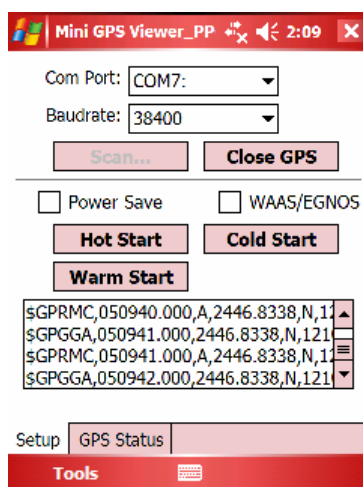 Mini GPS Viewer_PP 2:09
Com Port: COM7:
Baudrate: 38400
Scan... Close GPS
Power Save WAAS/EGNOS
Hot Start Cold Start
Warm Start
$GPRMC,050940.000,A,2446.8338,N,12
$GPGGA,050941.000,2446.8338,N,121
$GPRMC,050941.000,A,2446.8338,N,12
$GPGGA,050942.000,2446.8338,N,121
Setup GPS Status
Tools